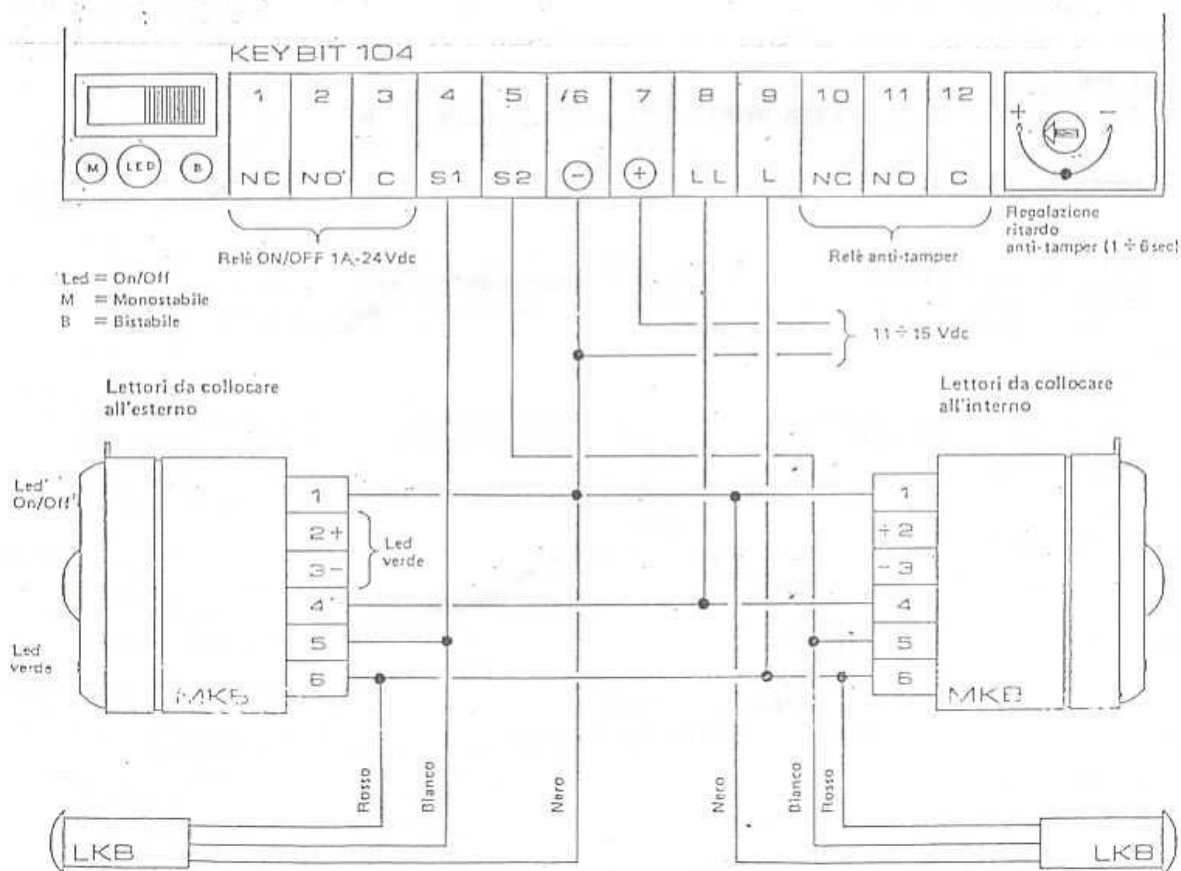 KEYBIT 104
1 2 3 4 5 6 7 8 9 10 11 12
+ −
M LED B
NC NO C S1 S2 − + LL L NC NO C
Relè ON/OFF 1A-24Vdc
Relè anti-tamper
Regolazione
ritardo
anti-tamper (1 ÷ 6 sec)
Led = On/Off
M = Monostabile
B = Bistabile
11 ÷ 15 Vdc
Lettori da collocare
all'esterno
Lettori da collocare
all'interno
Led
On/Off
1
2 +
3 -
4
5
6
Led
verde
Led
verde
MKB
1
+ 2
- 3
4
5
6
MKB
Rosso
Bianco
Nero
Nero
Bianco
Rosso
LKB
LKB